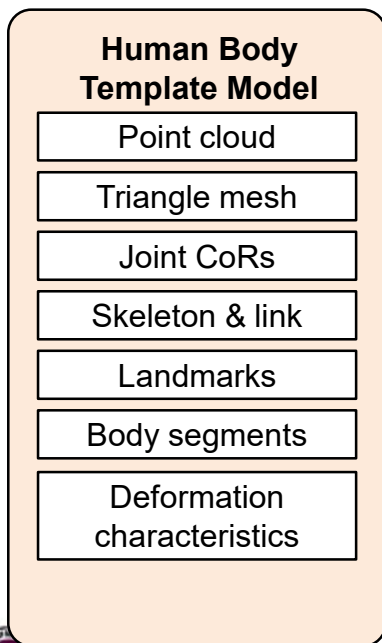 Human Body
Template Model
Point cloud
Triangle mesh
Joint CoRs
Skeleton & link
Landmarks
Body segments
Deformation
characteristics